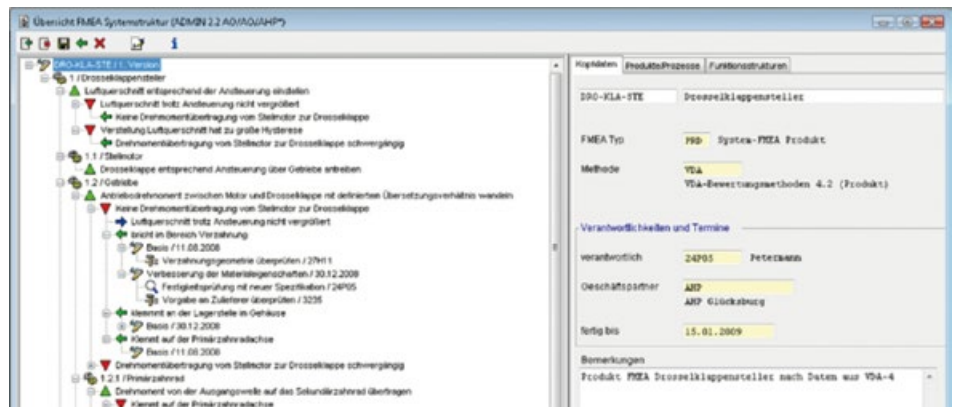 Übersicht FMEA Systemstruktur (ADMIN 2.2 AO/AO/AHP*)
DRO-KLA-STE / 1. Version
1 / Drosselklappensteller
Luftquerschnitt entsprechend der Ansteuerung einstellen
Luftquerschnitt trotz Ansteuerung nicht vergrößert
Keine Drehmomentübertragung vom Stellmotor zur Drosselklappe
Verstellung Luftquerschnitt hat zu große Hysterese
Drehmomentübertragung vom Stellmotor zur Drosselklappe schwergängig
1.1 / Stellmotor
Drosselklappe entsprechend Ansteuerung über Getriebe antreiben
1.2 / Getriebe
Antriebsdrehmoment zwischen Motor und Drosselklappe mit definiertem Übersetzungsverhältnis wandeln
Keine Drehmomentübertragung vom Stellmotor zur Drosselklappe
Luftquerschnitt trotz Ansteuerung nicht vergrößert
bricht im Bereich Verzahnung
Basis / 11.08.2008
Verzahnungsgeometrie überprüfen / 27H11
Verbesserung der Materialeigenschaften / 30.12.2008
Festigkeitsprüfung mit neuer Spezifikation / 24P05
Vorgabe an Zulieferer überprüfen / 3235
klemmt an der Lagerstelle im Gehäuse
Basis / 30.12.2008
Klemmt auf der Primärzahnradachse
Basis / 11.08.2008
Drehmomentübertragung vom Stellmotor zur Drosselklappe schwergängig
1.2.1 / Primärzahnrad
Drehmoment von der Ausgangswelle auf das Sekundärzahnrad übertragen
Klemmt auf der Primärzahnradachse
Kopfdaten Produkte/Prozesse Funktionsstrukturen
DRO-KLA-STE Drosselklappensteller
FMEA Typ PRD System-FMEA Produkt
Methode VDA
VDA-Bewertungsmethoden 4.2 (Produkt)
Verantwortlichkeiten und Termine
verantwortlich 24P05 Petermann
Geschäftspartner AHP
AHP Glücksburg
fertig bis 15.01.2009
Bemerkungen
Produkt FMEA Drosselklappensteller nach Daten aus VDA-4